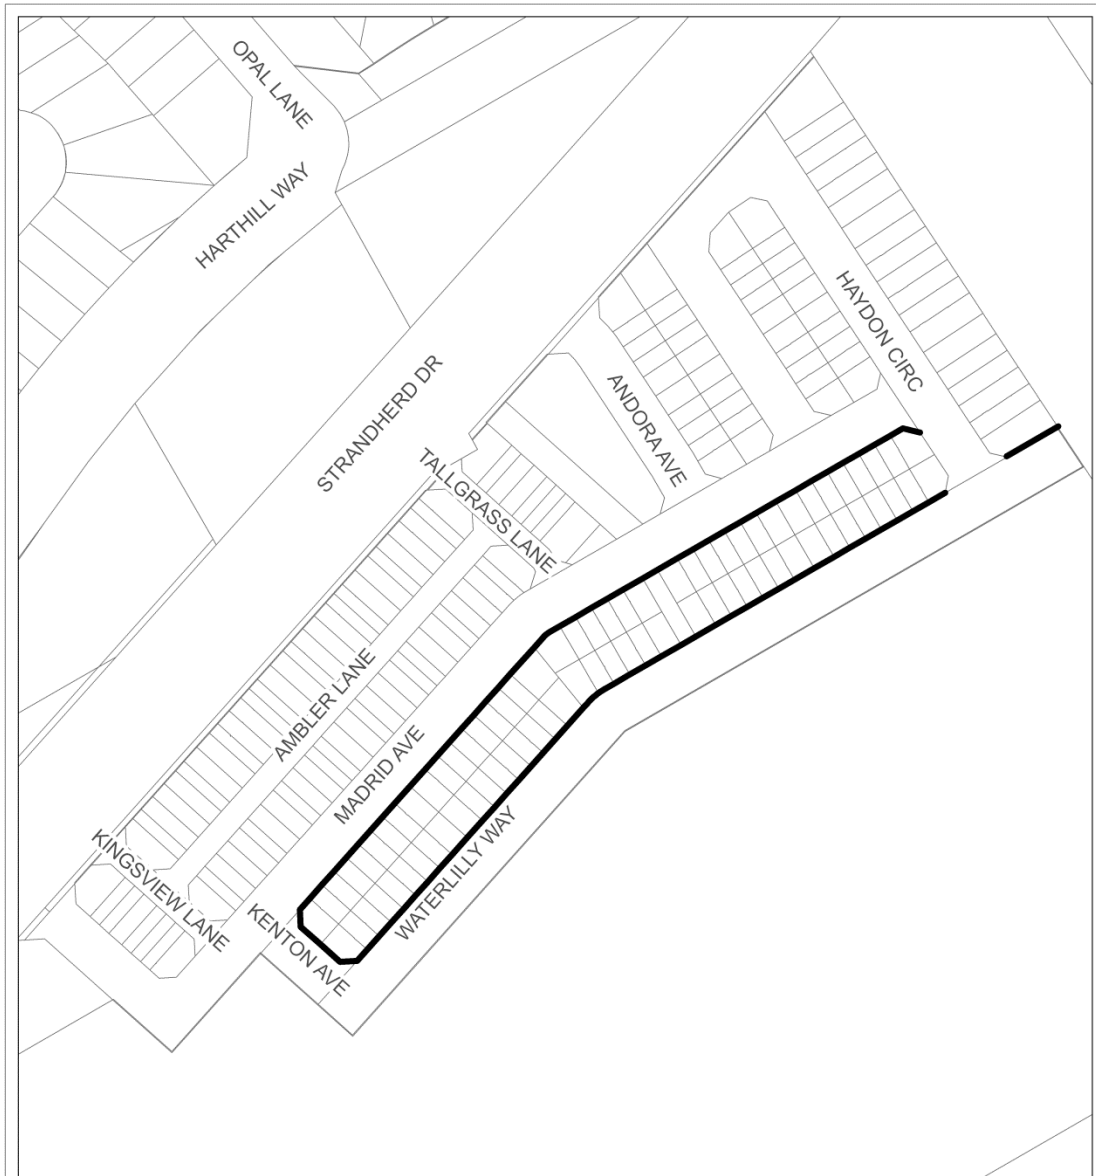 OPAL LANE
HARTHILL WAY
HAYDON CIRC
STRANDHERD DR
ANDORA AVE
TALLGRASS LANE
AMBLER LANE
MADRID AVE
WATERLILLY WAY
KINGSVIEW LANE
KENTON AVE